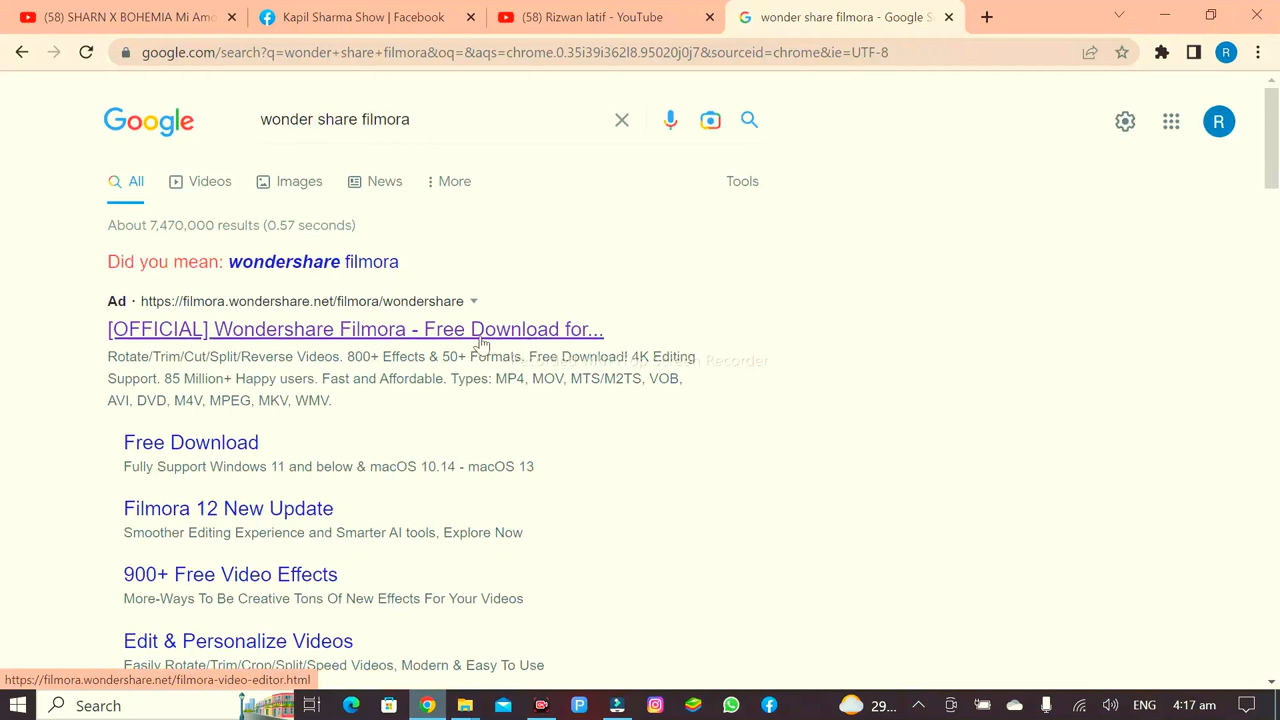 (58) SHARN X BOHEMIA Mi Amo
Kapil Sharma Show | Facebook
(58) Rizwan latif - YouTube
wonder share filmora - Google S
google.com/search?q=wonder+share+filmora&oq=&aqs=chrome.0.35i39i362l8.95020j0j7&sourceid=chrome&ie=UTF-8
R
Google
wonder share filmora
R
All
Videos
Images
News
More
Tools
About 7,470,000 results (0.57 seconds)
Did you mean: wondershare filmora
Ad · https://filmora.wondershare.net/filmora/wondershare
[OFFICIAL] Wondershare Filmora - Free Download for...
Rotate/Trim/Cut/Split/Reverse Videos. 800+ Effects & 50+ Formats. Free Download! 4K Editing
Support. 85 Million+ Happy users. Fast and Affordable. Types: MP4, MOV, MTS/M2TS, VOB,
AVI, DVD, M4V, MPEG, MKV, WMV.
Free Download
Fully Support Windows 11 and below & macOS 10.14 - macOS 13
Filmora 12 New Update
Smoother Editing Experience and Smarter AI tools, Explore Now
900+ Free Video Effects
More-Ways To Be Creative Tons Of New Effects For Your Videos
Edit & Personalize Videos
Easily Rotate/Trim/Crop/Split/Speed Videos, Modern & Easy To Use
https://filmora.wondershare.net/filmora-video-editor.html
Search
29...
ENG
4:17 am